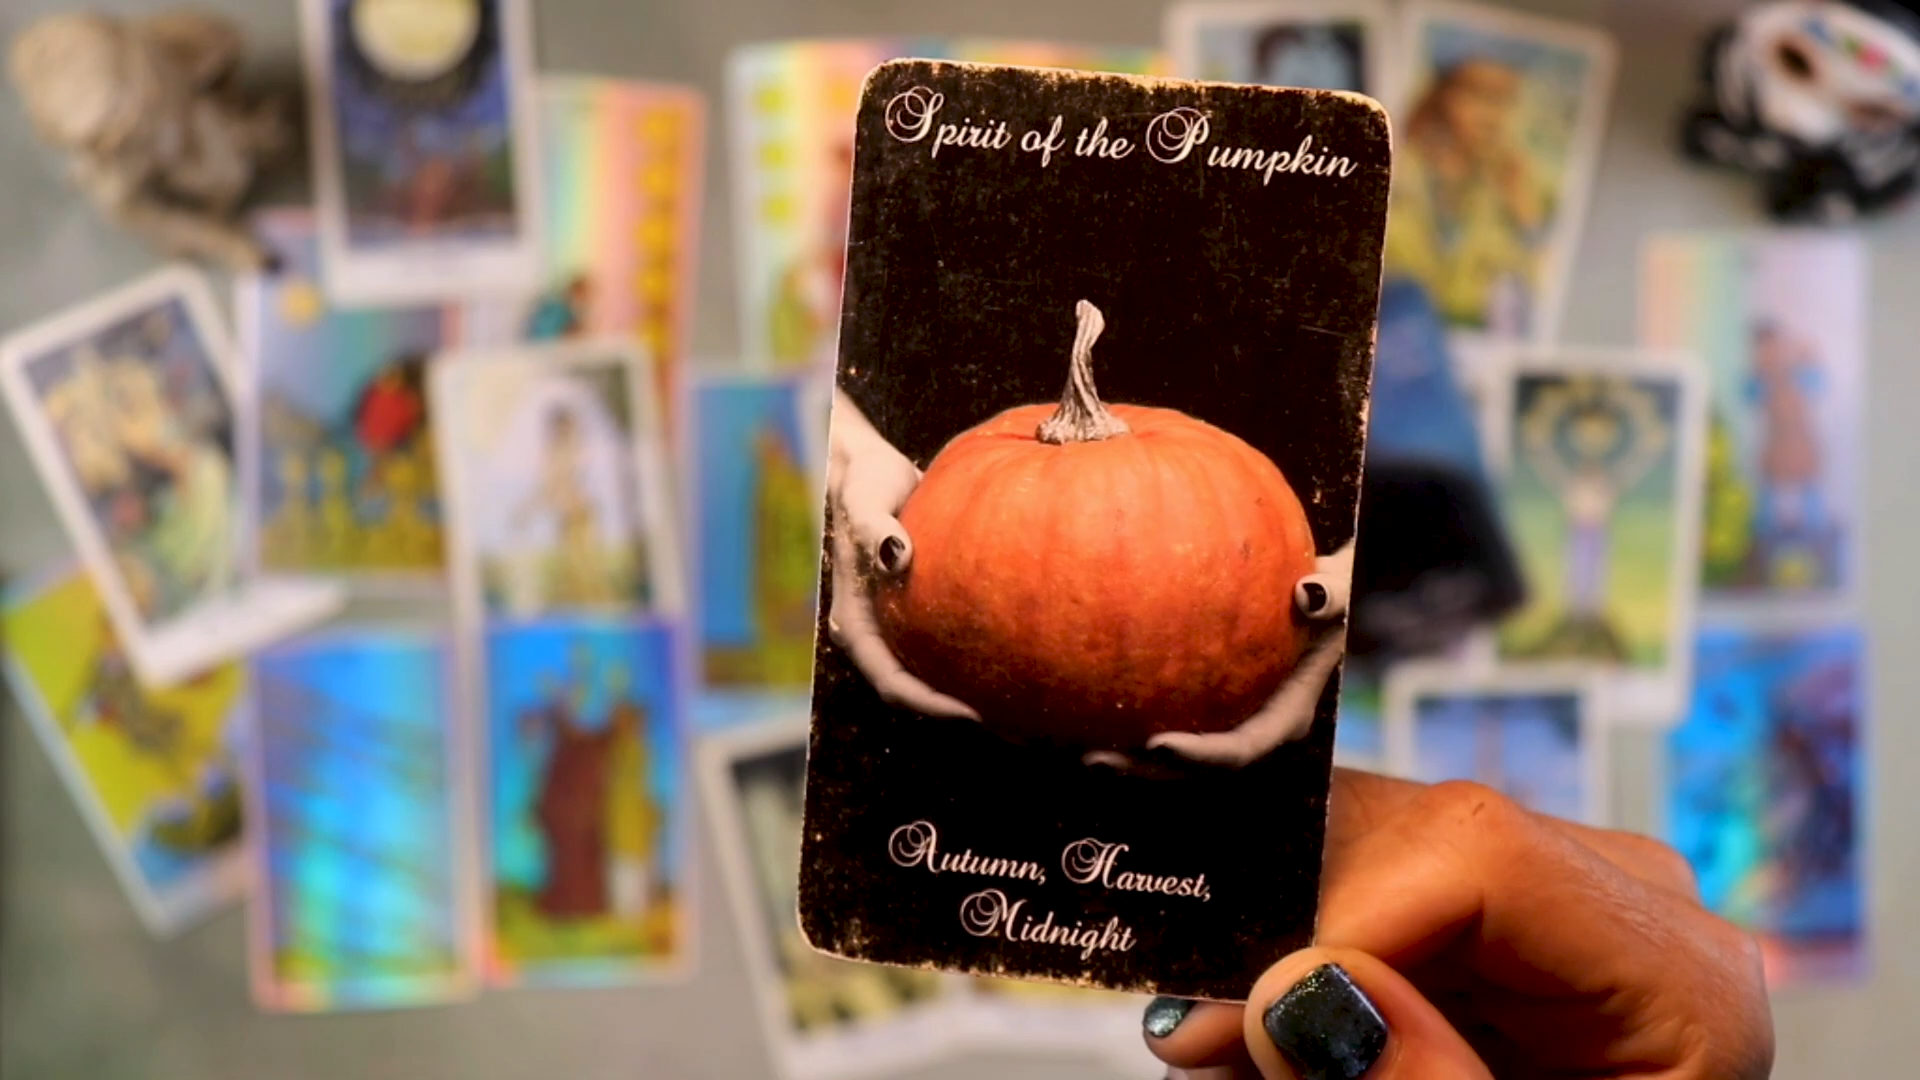 Spirit of the Pumpkin
Autumn, Harvest,
Midnight